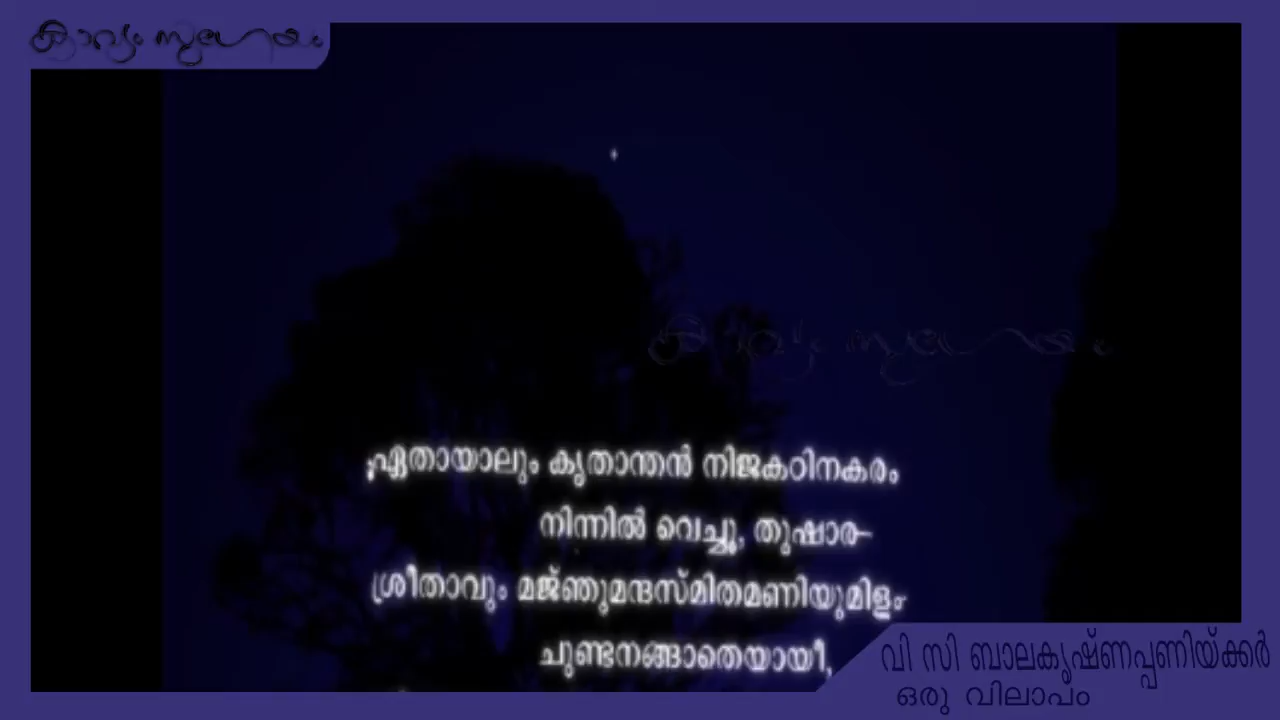 കാവ്യം സുഗേയം
കാവ്യം സുഗേയം
ഏതായാലും കൃതാന്തൻ നിജകഠിനകരം
നിന്നിൽ വെച്ചൂ, തുഷാര–
ശ്രീതാവും മഞ്ജുമന്ദസ്മിതമണിയുമിളം-
ചുണ്ടനങ്ങാതെയായീ,
വി സി ബാലകൃഷ്ണപ്പണിയ്ക്കർ
ഒരു വിലാപം